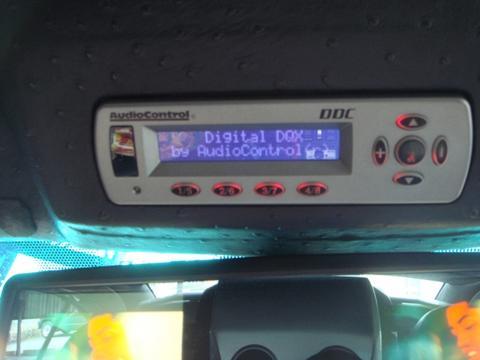 AudioControl DDC
Digital DQX
by AudioControl
1/5 2/6 3/7 4/8